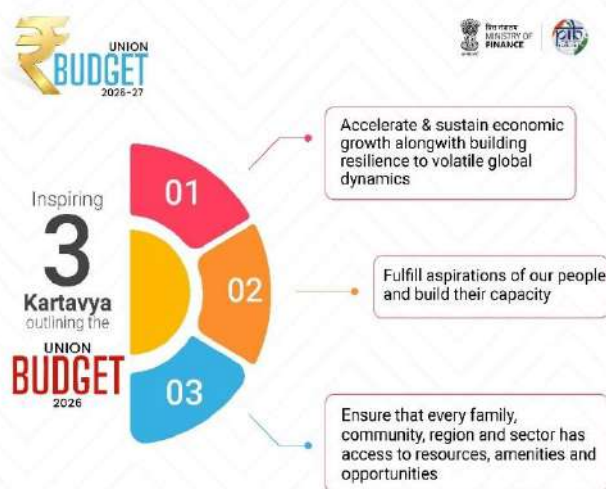 UNION
BUDGET
2026-27
वित्त मंत्रालय
MINISTRY OF
FINANCE
Inspiring
3
Kartavya
outlining the
UNION
BUDGET
2026
01
Accelerate & sustain economic
growth alongwith building
resilience to volatile global
dynamics
02
Fulfill aspirations of our people
and build their capacity
03
Ensure that every family,
community, region and sector has
access to resources, amenities and
opportunities